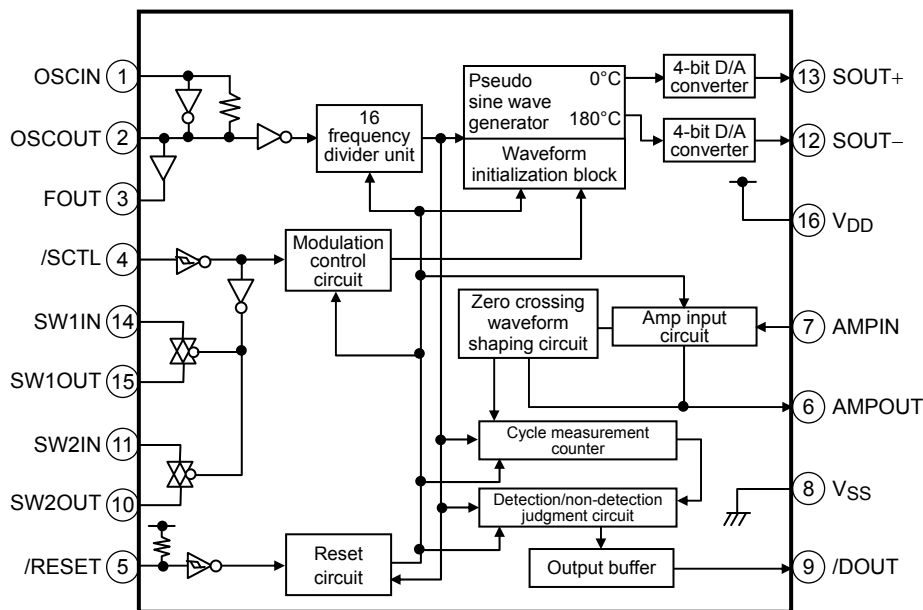 OSCIN 1
OSCOUT 2
FOUT 3
/SCTL 4
SW1IN 14
SW1OUT 15
SW2IN 11
SW2OUT 10
/RESET 5
16
frequency
divider unit
Pseudo
sine wave
generator
0°C
180°C
Waveform
initialization block
4-bit D/A
converter
4-bit D/A
converter
13 SOUT+
12 SOUT−
16 VDD
Modulation
control
circuit
Zero crossing
waveform
shaping circuit
Amp input
circuit
7 AMPIN
6 AMPOUT
Cycle measurement
counter
8 VSS
Detection/non-detection
judgment circuit
Reset
circuit
Output buffer
9 /DOUT